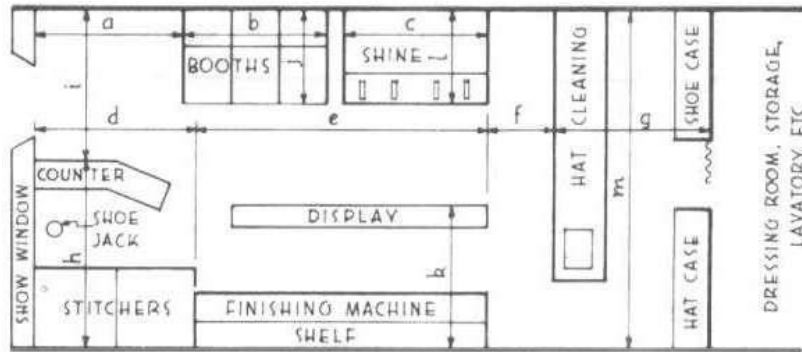 a
b
c
BOOTHS
j
SHINE
l
i
d
e
f
g
HAT CLEANING
SHOE CASE
m
COUNTER
SHOE
JACK
DISPLAY
SHOW WINDOW
h
k
STITCHERS
FINISHING MACHINE
SHELF
HAT CASE
DRESSING ROOM, STORAGE,
LAVATORY, ETC.